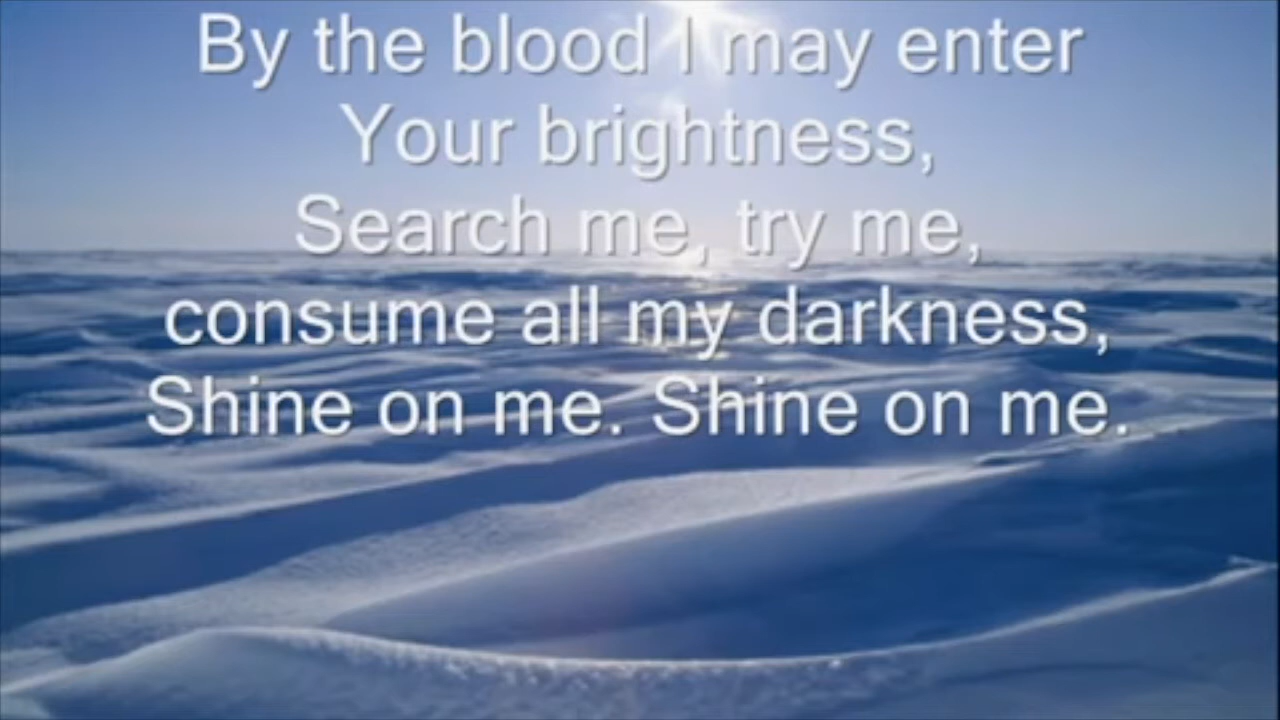 By the blood I may enter
Your brightness,
Search me, try me,
consume all my darkness,
Shine on me. Shine on me.